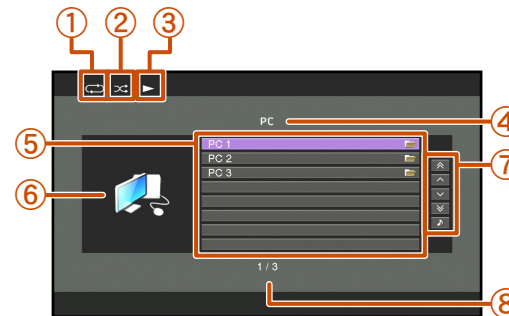 ① ② ③
PC ④
⑤ PC 1
PC 2
PC 3
⑥ ⑦
1 / 3
⑧